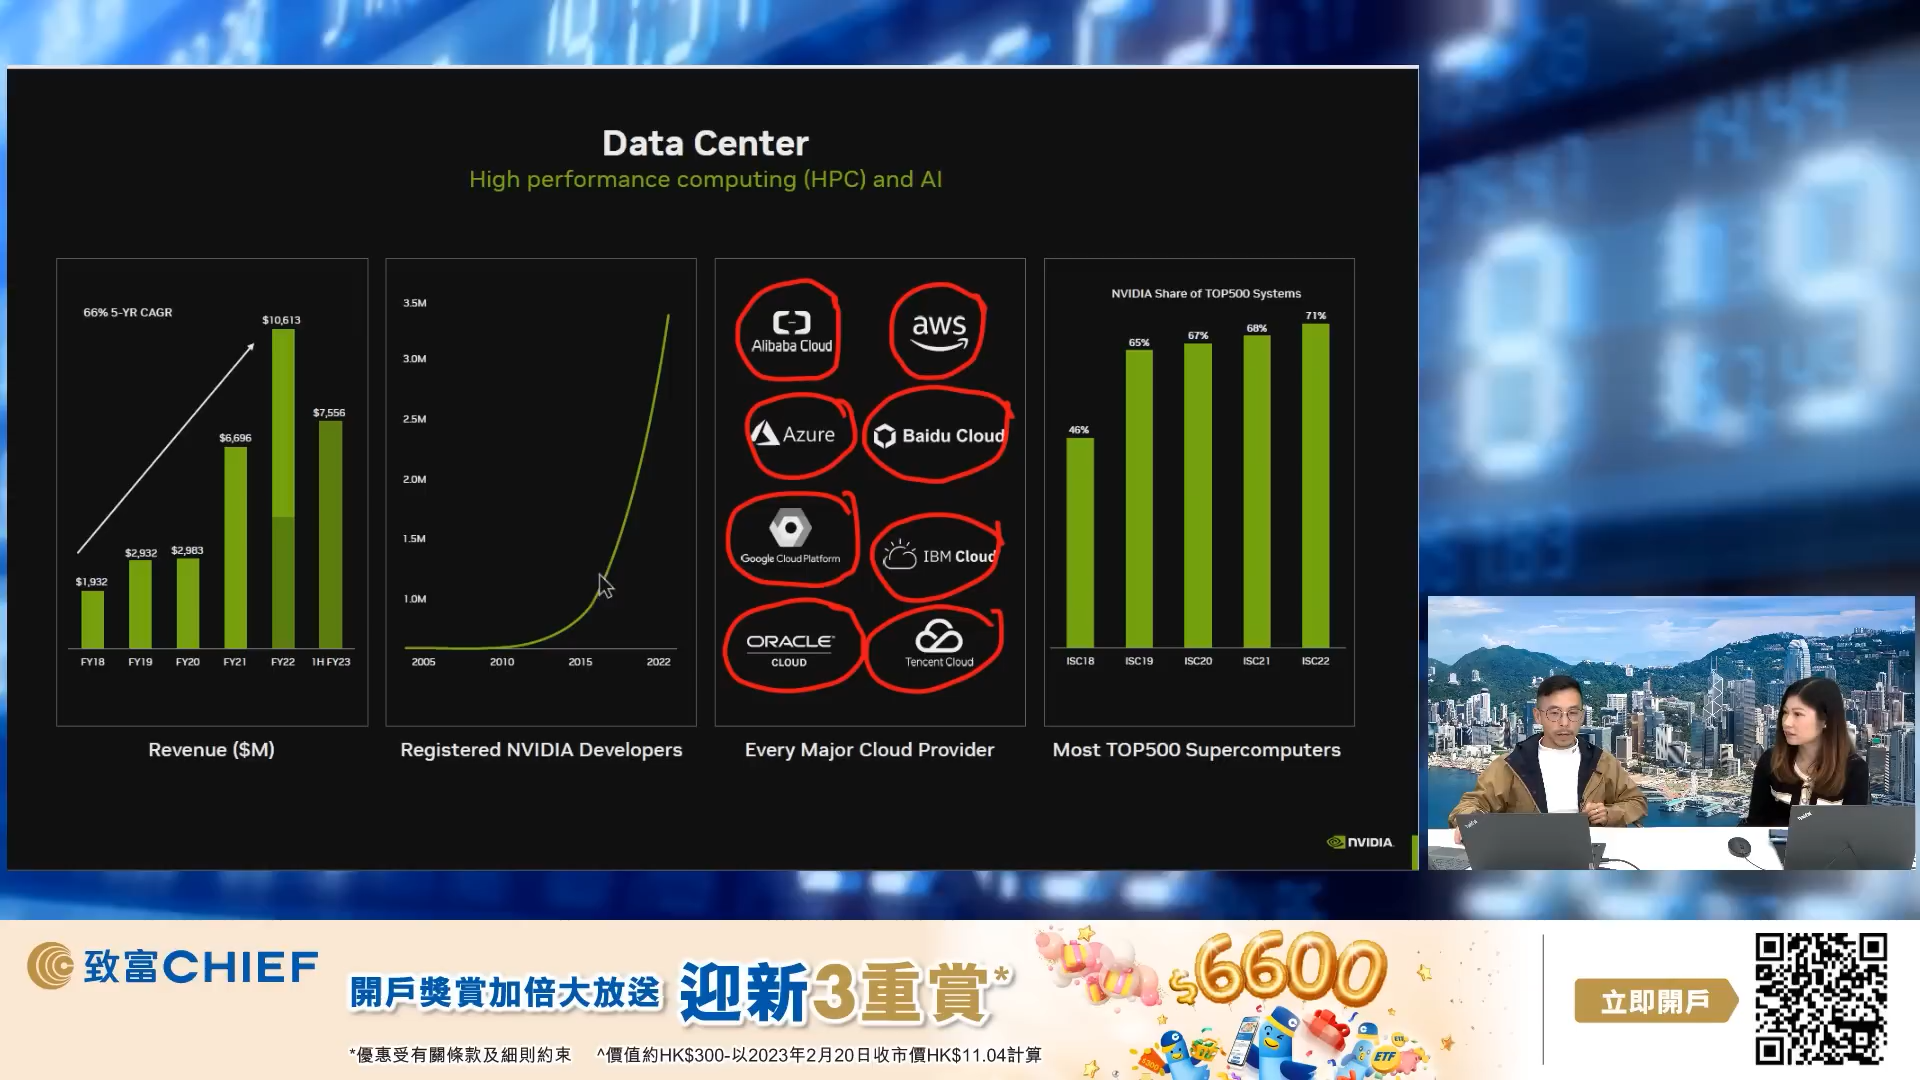 Data Center
High performance computing (HPC) and AI
66% 5-YR CAGR
$1,932
$2,932
$2,983
$6,696
$10,613
$7,556
FY18
FY19
FY20
FY21
FY22
1H FY23
Revenue ($M)
3.5M
3.0M
2.5M
2.0M
1.5M
1.0M
2005
2010
2015
2022
Registered NVIDIA Developers
Alibaba Cloud
aws
Azure
Baidu Cloud
Google Cloud Platform
IBM Cloud
ORACLE
CLOUD
Tencent Cloud
Every Major Cloud Provider
NVIDIA Share of TOP500 Systems
46%
65%
67%
68%
71%
ISC18
ISC19
ISC20
ISC21
ISC22
Most TOP500 Supercomputers
NVIDIA
致富CHIEF
開戶獎賞加倍大放送 迎新3重賞*
$6600
ETF
立即開戶
*優惠受有關條款及細則約束 ^價值約HK$300-以2023年2月20日收市價HK$11.04計算